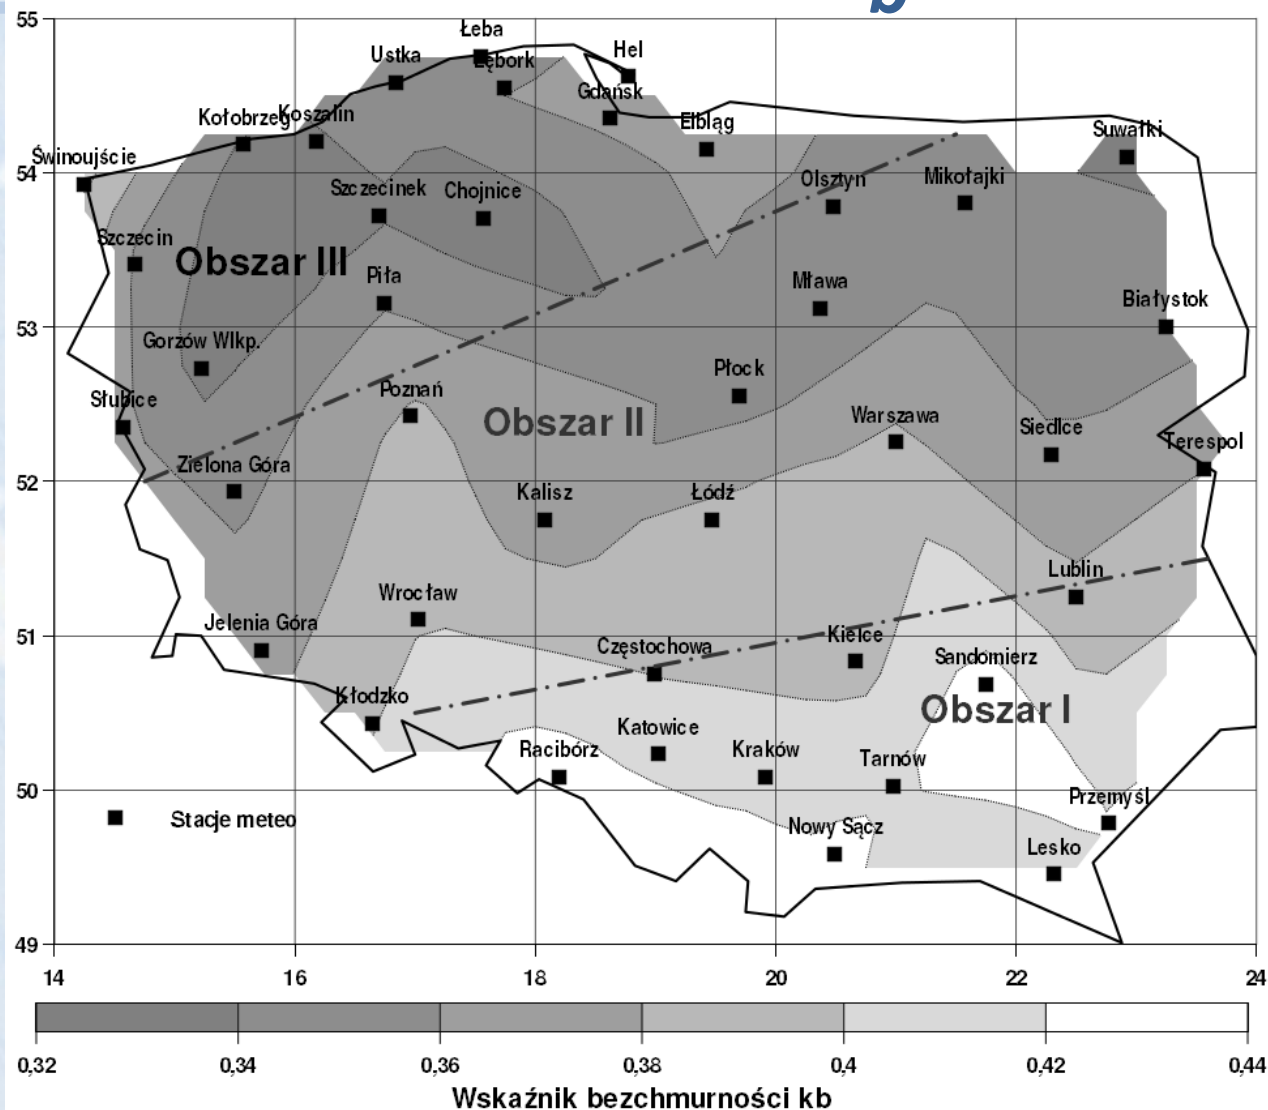 b
55
Łeba
Ustka
Hel
Lębork
Gdańsk
Kołobrzeg
Koszalin
Elbląg
Suwałki
Świnoujście
54
Szczecinek
Chojnice
Olsztyn
Mikołajki
Szczecin
Obszar III
Piła
Mława
Białystok
53
Gorzów Wlkp.
Słubice
Poznań
Płock
Obszar II
Warszawa
Siedlce
Terespol
Zielona Góra
52
Kalisz
Łódź
Wrocław
Lublin
Jelenia Góra
51
Częstochowa
Kielce
Sandomierz
Kłodzko
Obszar I
Racibórz
Katowice
Kraków
Tarnów
50
Przemyśl
Stacje meteo
Nowy Sącz
Lesko
49
14 16 18 20 22 24
0,32 0,34 0,36 0,38 0,4 0,42 0,44
Wskaźnik bezchmurności kb